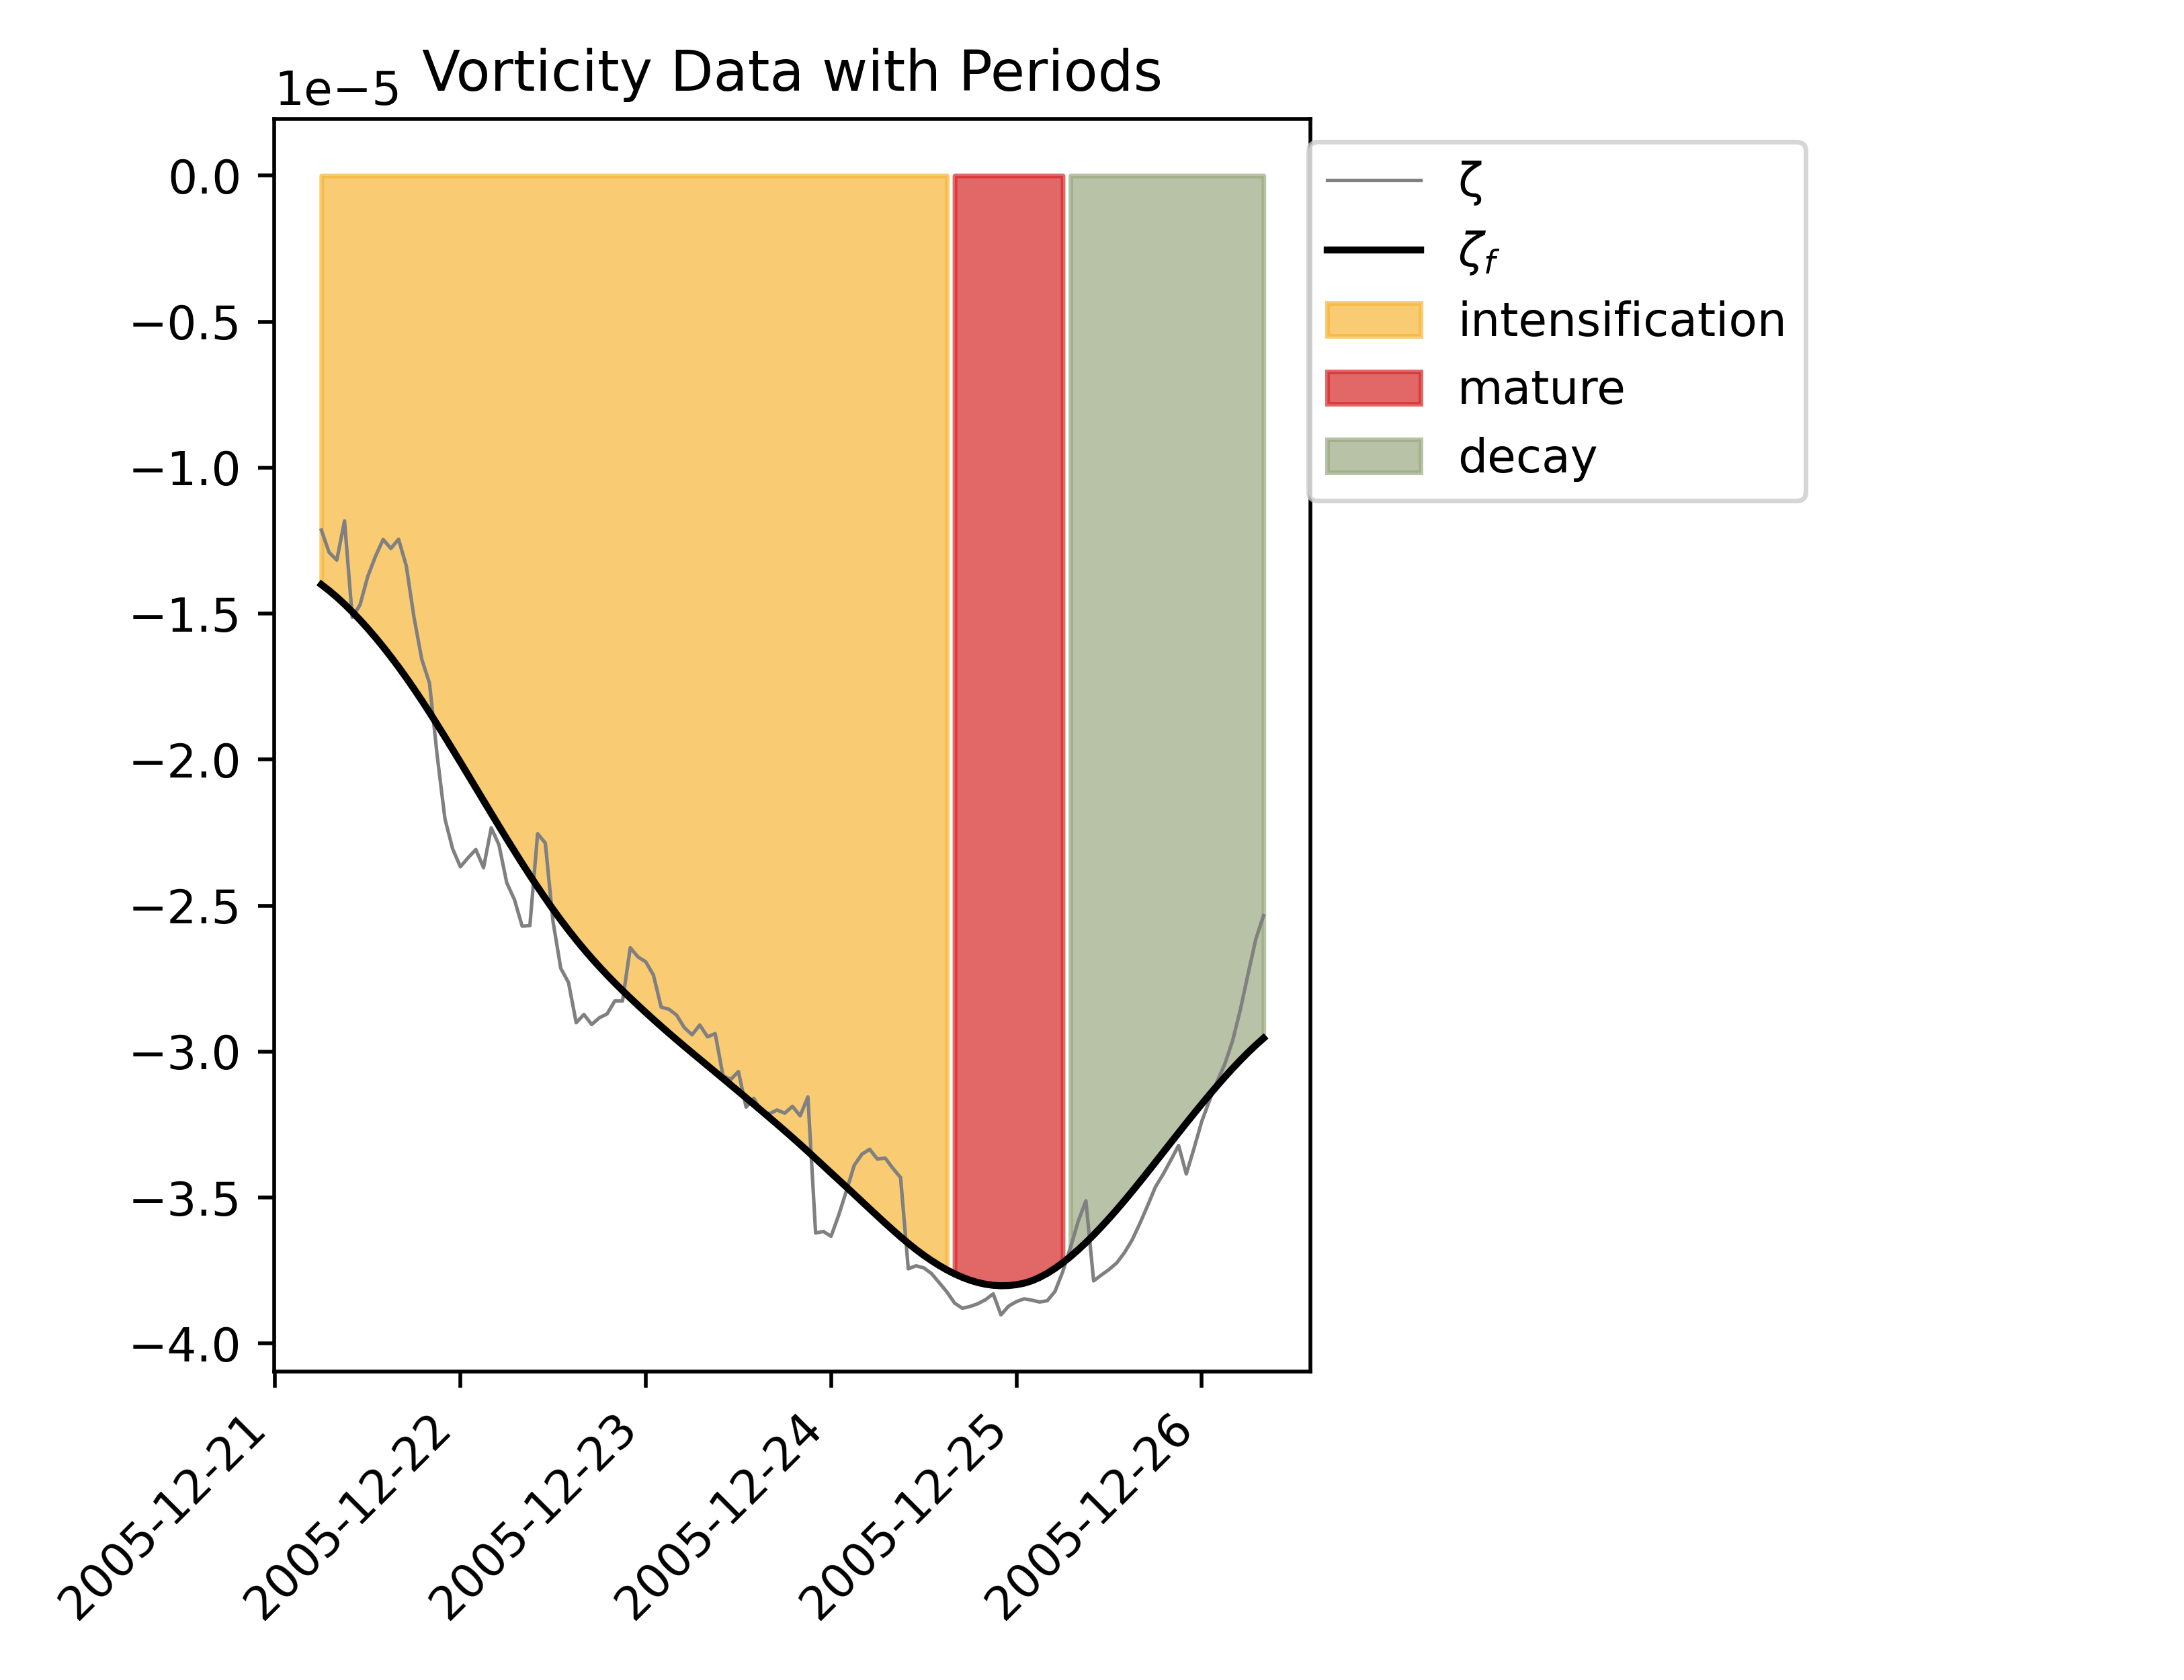 Vorticity Data with Periods
1e−5
0.0
−0.5
−1.0
−1.5
−2.0
−2.5
−3.0
−3.5
−4.0
2005-12-21
2005-12-22
2005-12-23
2005-12-24
2005-12-25
2005-12-26
ζ
ζf
intensification
mature
decay